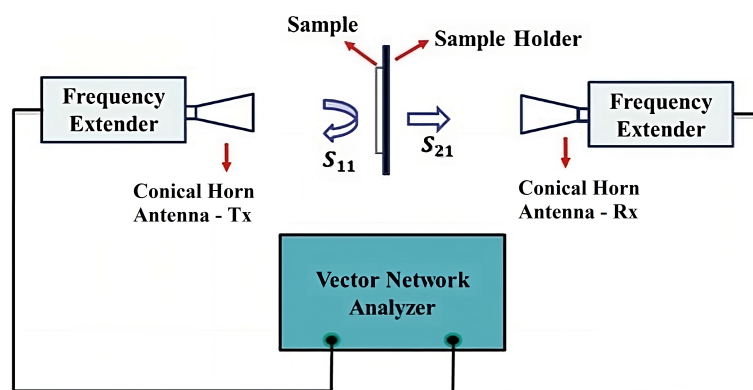 Sample
Sample Holder
Frequency
Extender
Frequency
Extender
S₁₁
S₂₁
Conical Horn
Antenna - Tx
Conical Horn
Antenna - Rx
Vector Network
Analyzer